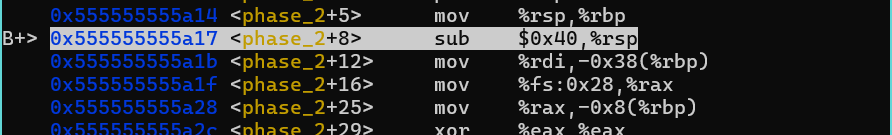 0x555555555a14 <phase_2+5> mov %rsp,%rbp
B+> 0x555555555a17 <phase_2+8> sub $0x40,%rsp
0x555555555a1b <phase_2+12> mov %rdi,-0x38(%rbp)
0x555555555a1f <phase_2+16> mov %fs:0x28,%rax
0x555555555a28 <phase_2+25> mov %rax,-0x8(%rbp)
0x555555555a2c <phase_2+29> xor %eax,%eax